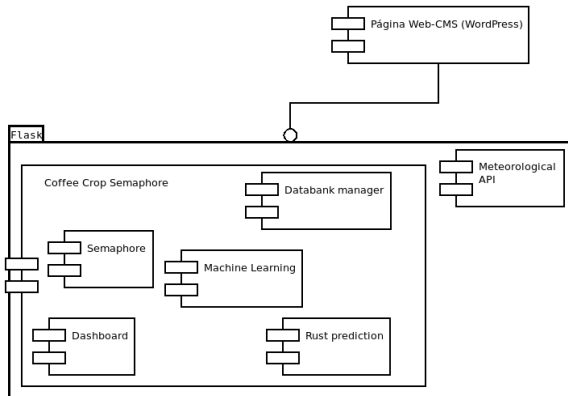 Página Web-CMS (WordPress)
Flask
Meteorological
API
Coffee Crop Semaphore
Databank manager
Semaphore
Machine Learning
Dashboard
Rust prediction